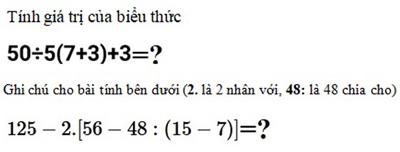 Tính giá trị của biểu thức
50÷5(7+3)+3=?
Ghi chú cho bài tính bên dưới (2. là 2 nhân với, 48: là 48 chia cho)
125 − 2.[56 − 48 : (15 − 7)]=?